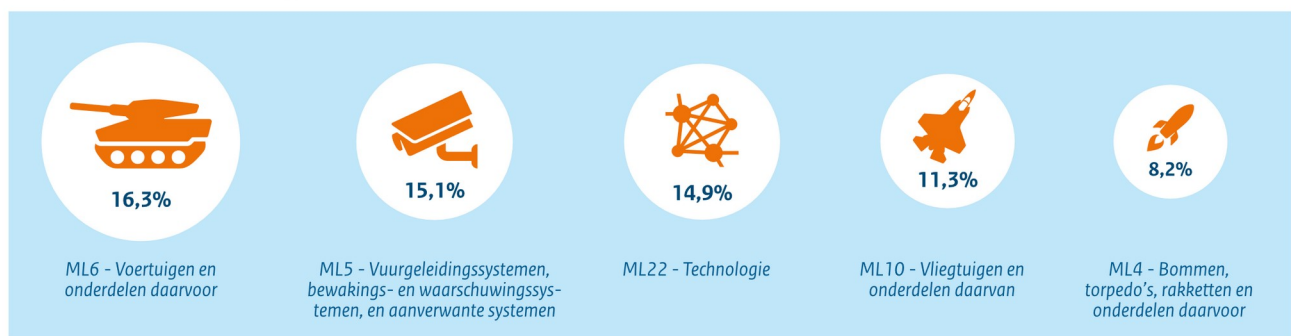 16,3%
ML6 - Voertuigen en
onderdelen daarvoor
15,1%
ML5 - Vuurgeleidingssystemen,
bewakings- en waarschuwingssys-
temen, en aanverwante systemen
14,9%
ML22 - Technologie
11,3%
ML10 - Vliegtuigen en
onderdelen daarvan
8,2%
ML4 - Bommen,
torpedo's, rakketten en
onderdelen daarvoor